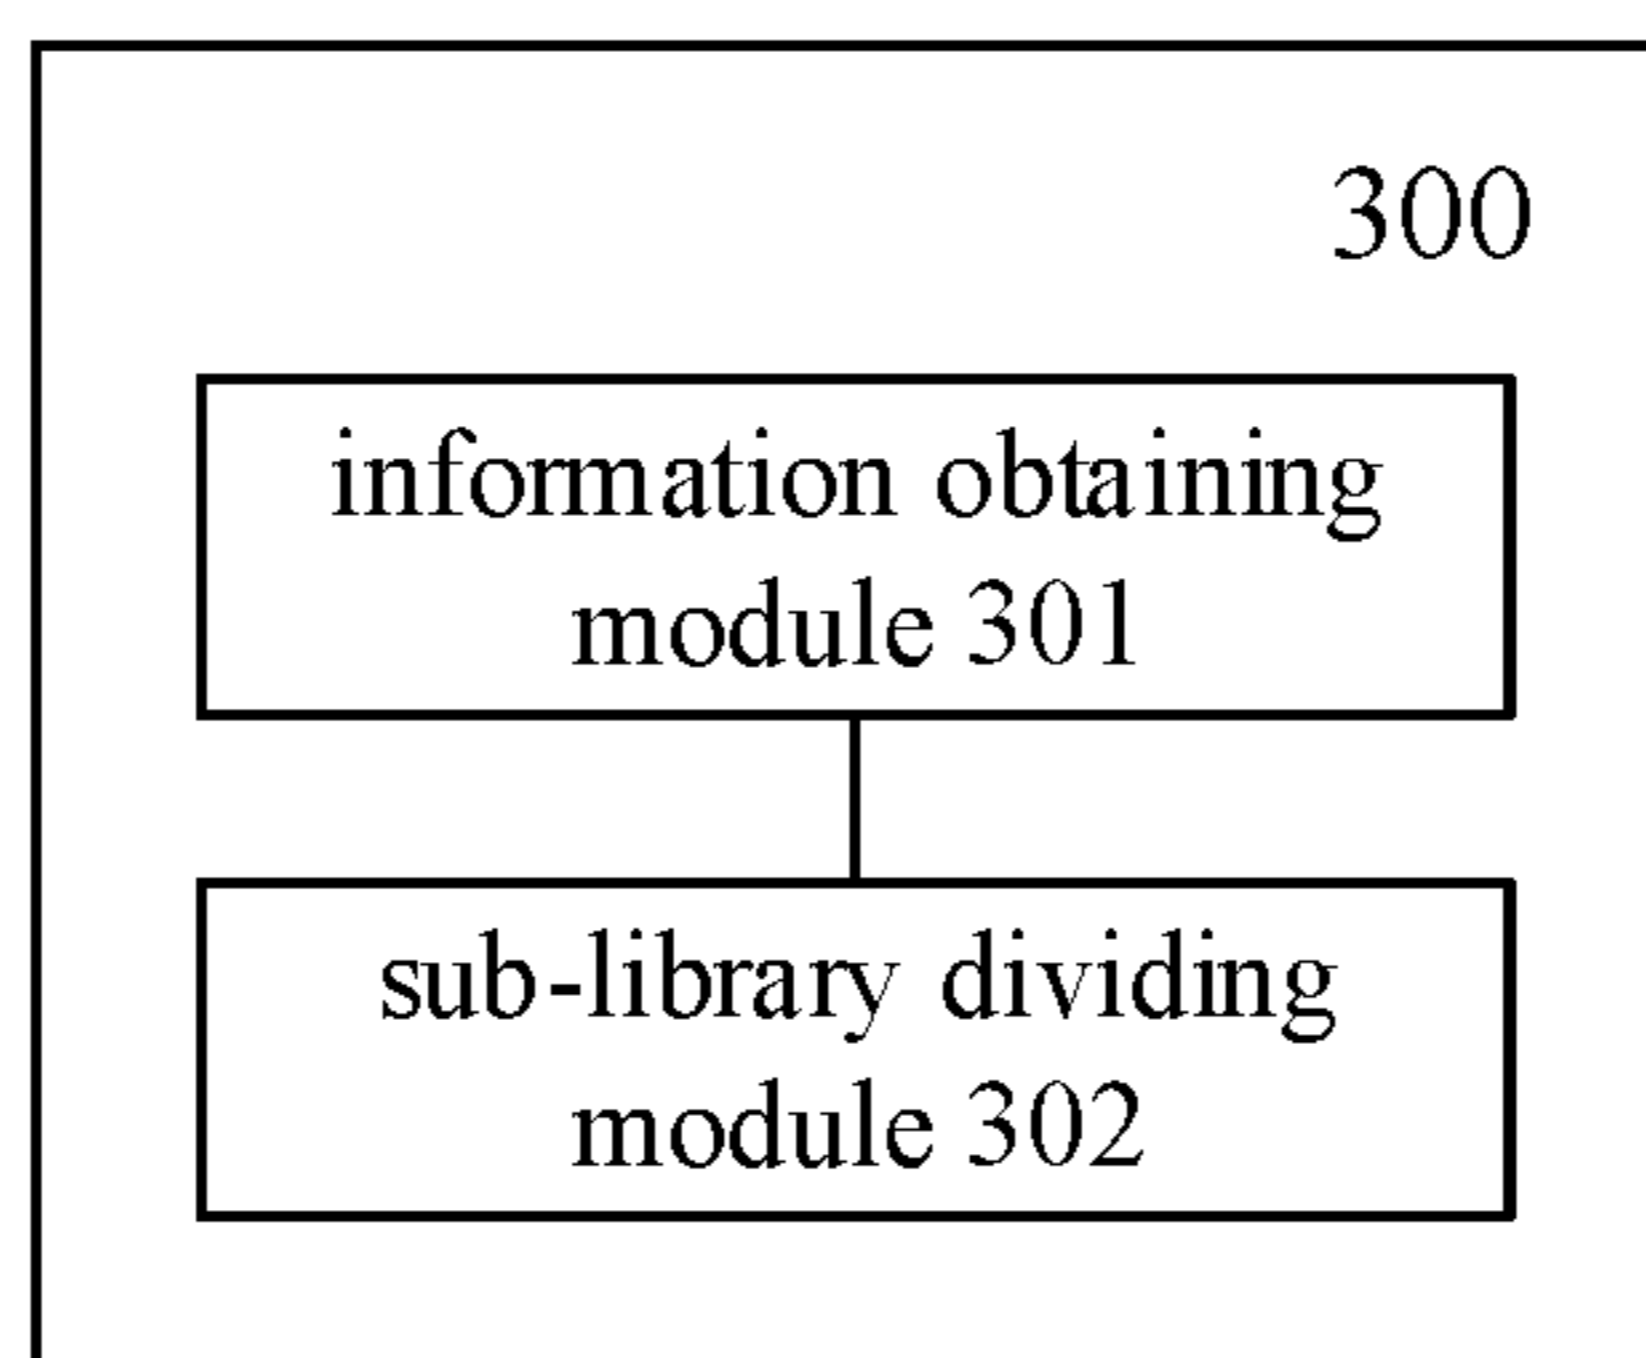 300
information obtaining
module 301
sub-library dividing
module 302